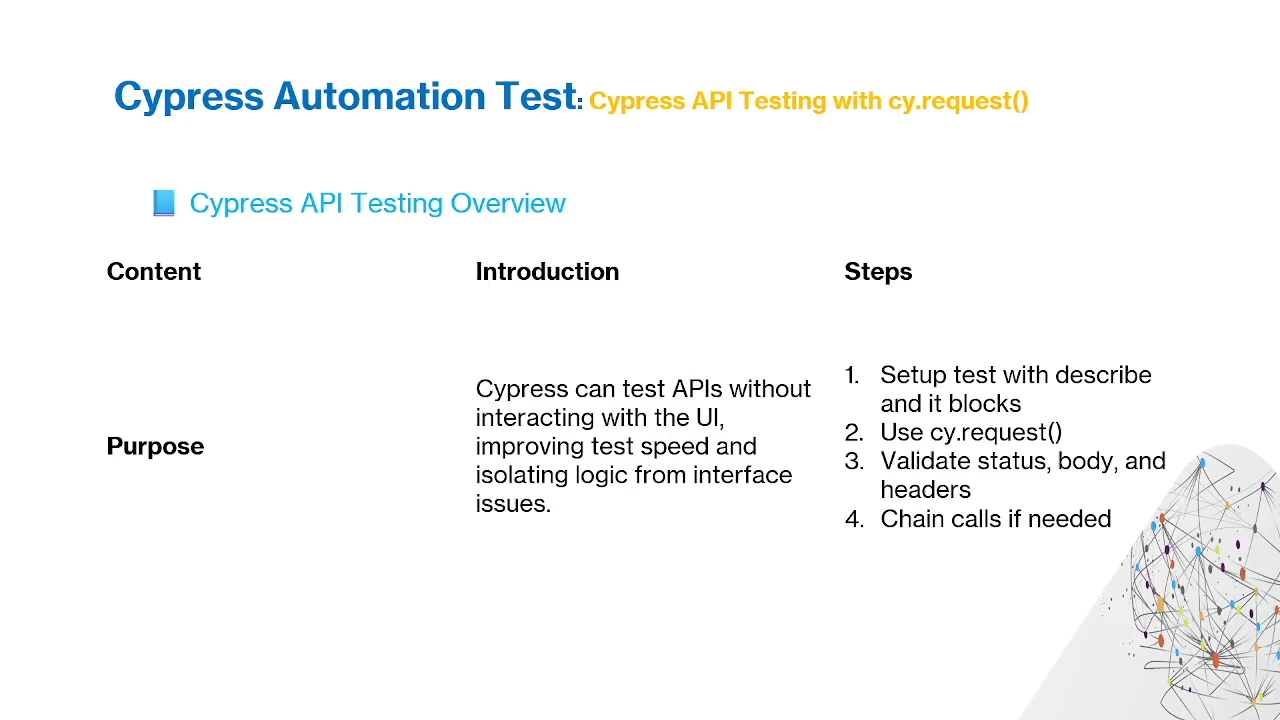 Cypress Automation Test: Cypress API Testing with cy.request()
Cypress API Testing Overview
Content
Introduction
Steps
Purpose
Cypress can test APIs without
interacting with the UI,
improving test speed and
isolating logic from interface
issues.
1. Setup test with describe
and it blocks
2. Use cy.request()
3. Validate status, body, and
headers
4. Chain calls if needed